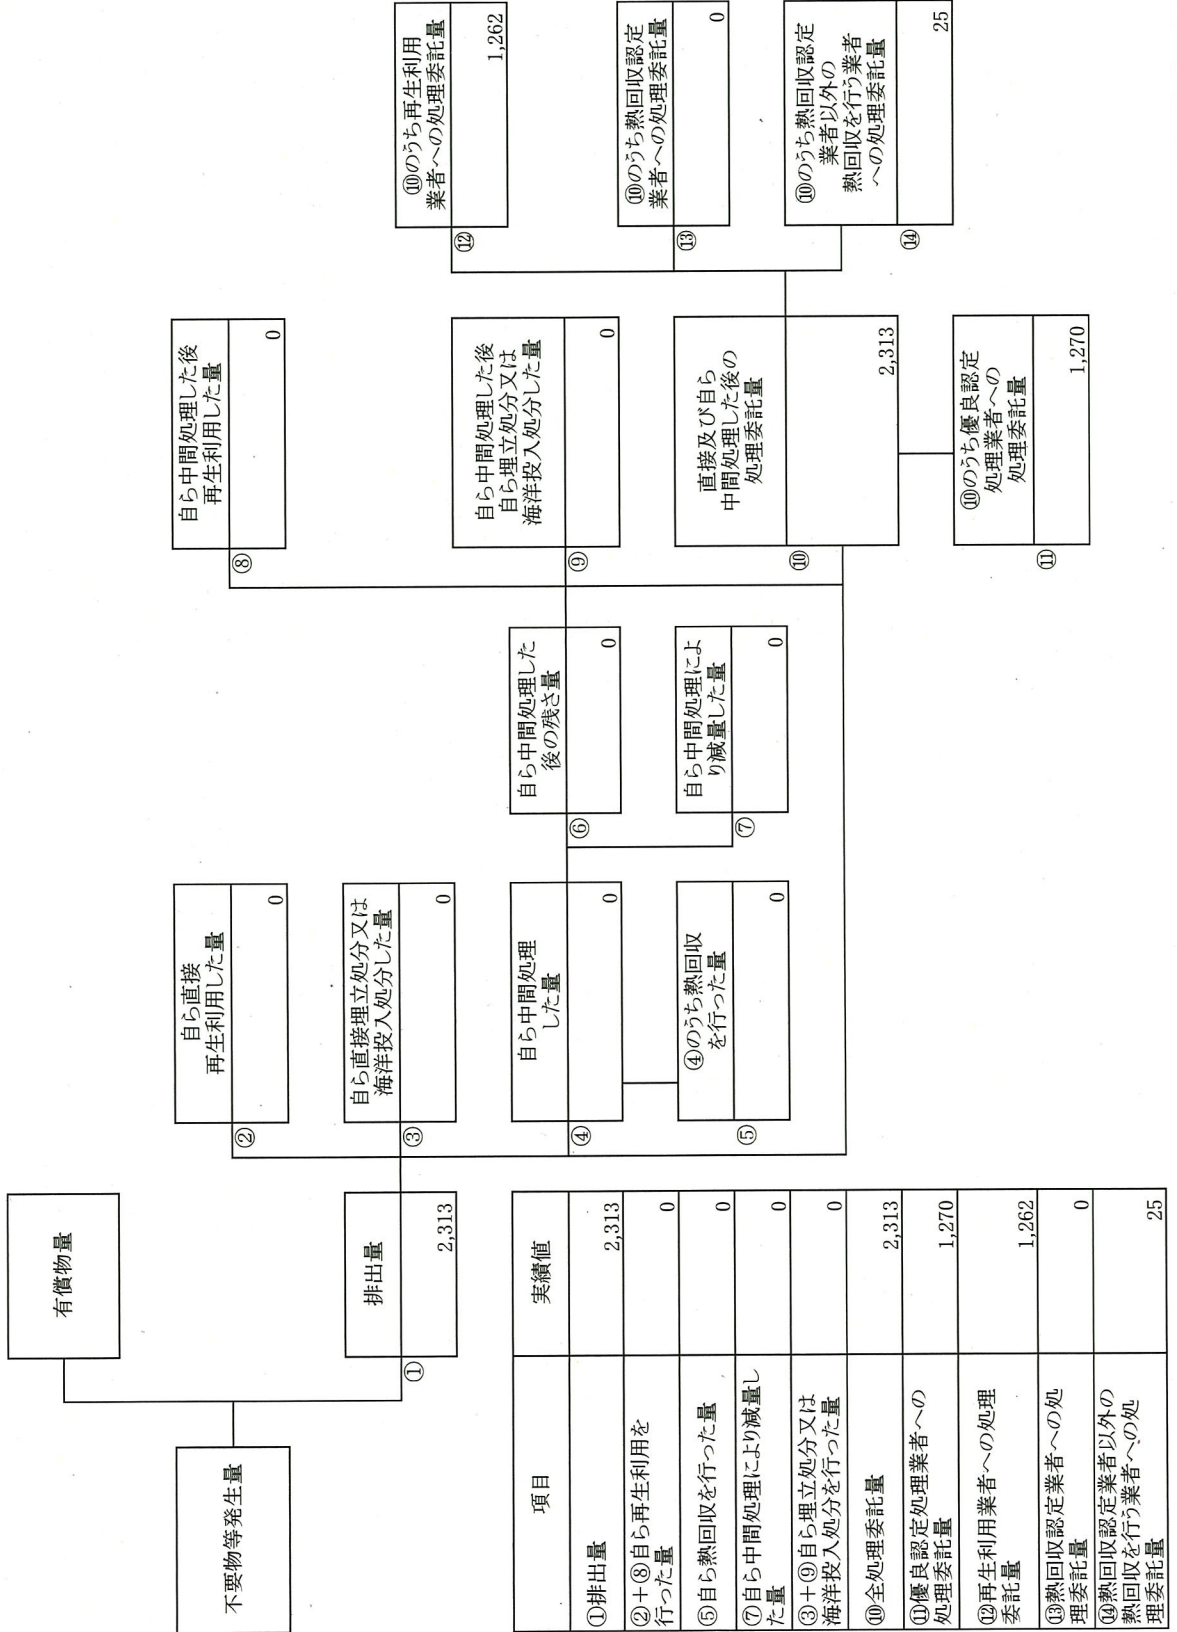 不要物等発生量
有償物量
排出量
①
2,313
自ら直接
再生利用した量
②
0
自ら直接埋立処分又は
海洋投入処分した量
③
0
自ら中間処理
した量
④
0
④のうち熱回収
を行った量
⑤
0
自ら中間処理した
後の残さ量
⑥
0
自ら中間処理によ
り減量した量
⑦
0
自ら中間処理した後
再生利用した量
⑧
0
自ら中間処理した後
自ら埋立処分又は
海洋投入処分した量
⑨
0
直接及び自ら
中間処理した後の
処理委託量
⑩
2,313
⑩のうち優良認定
処理業者への
処理委託量
⑪
1,270
⑩のうち再生利用
業者への処理委託量
⑫
1,262
⑩のうち熱回収認定
業者への処理委託量
⑬
0
⑩のうち熱回収認定
業者以外の
熱回収を行う業者
への処理委託量
⑭
25
項目 実績値
①排出量 2,313
②+⑧自ら再生利用を
行った量 0
⑤自ら熱回収を行った量 0
⑦自ら中間処理により減量し
た量 0
③+⑨自ら埋立処分又は
海洋投入処分を行った量 0
⑩全処理委託量 2,313
⑪優良認定処理業者への
処理委託量 1,270
⑫再生利用業者への処理
委託量 1,262
⑬熱回収認定業者への処
理委託量 0
⑭熱回収認定業者以外の
熱回収を行う業者への処
理委託量 25